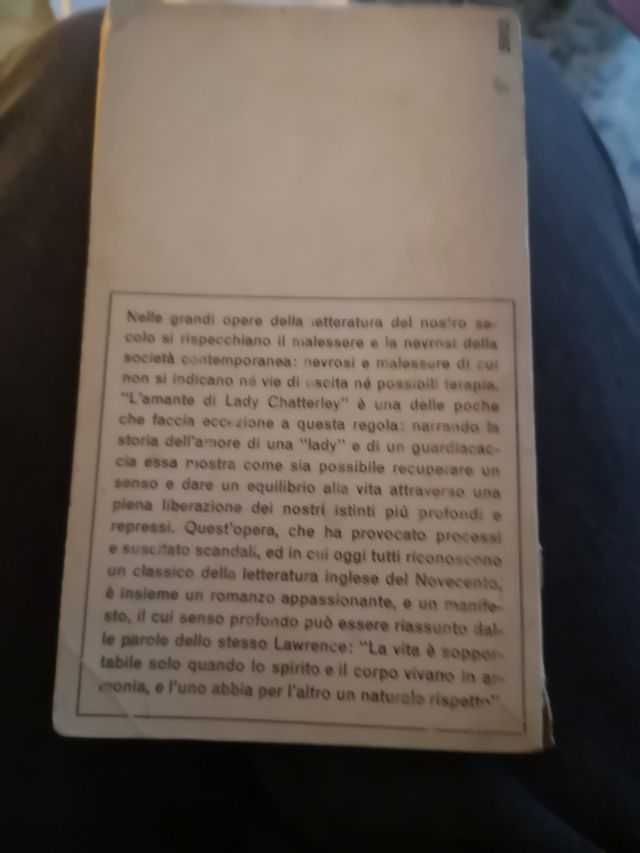 Nelle grandi opere della letteratura del nostro se-
colo si rispecchiano il malessere e la nevrosi della
società contemporanea: nevrosi e malessere di cui
non si indicano né vie di uscita né possibili terapie.
"L'amante di Lady Chatterley" è una delle poche
che faccia eccezione a questa regola: narrando la
storia dell'amore di una "lady" e di un guardiacac-
cia essa mostra come sia possibile recuperare un
senso e dare un equilibrio alla vita attraverso una
piena liberazione dei nostri istinti più profondi e
repressi. Quest'opera, che ha provocato processi
e suscitato scandali, ed in cui oggi tutti riconoscono
un classico della letteratura inglese del Novecento,
è insieme un romanzo appassionante, e un manife-
sto, il cui senso profondo può essere riassunto dal-
le parole dello stesso Lawrence: "La vita è soppor-
tabile solo quando lo spirito e il corpo vivano in ar-
monia, e l'uno abbia per l'altro un naturale rispetto"